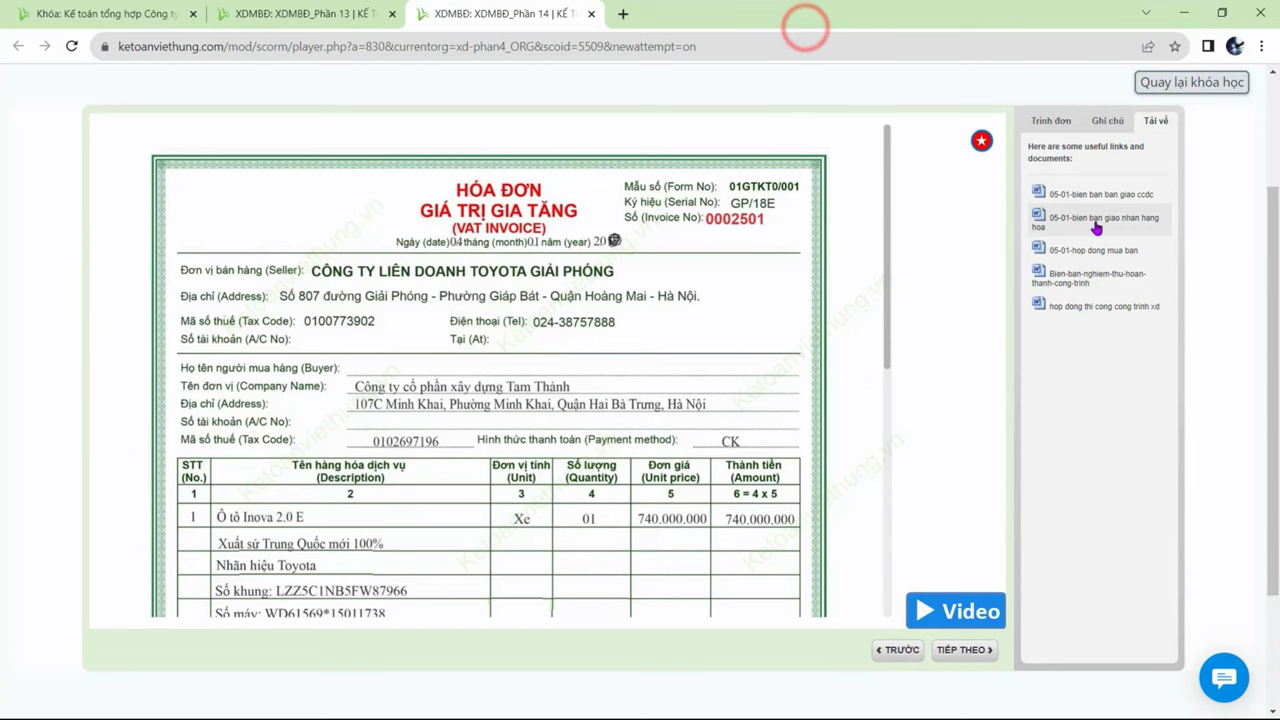 Khóa: Kế toán tổng hợp Công ty
XDMBĐ: XDMBĐ_Phần 13 | KẾ T
XDMBĐ: XDMBĐ_Phần 14 | KẾ T
ketoanviethung.com/mod/scorm/player.php?a=830&currentorg=xd-phan4_ORG&scoid=5509&newattempt=on
Quay lại khóa học
Trình đơn
Ghi chú
Tải về
Here are some useful links and
documents:
05-01-bien ban ban giao ccdc
05-01-bien ban giao nhan hang
hoa
05-01-hop dong mua ban
Bien-ban-nghiem-thu-hoan-
thanh-cong-trinh
hop dong thi cong cong trinh xd
HÓA ĐƠN
GIÁ TRỊ GIA TĂNG
(VAT INVOICE)
Ngày (date)04tháng (month)01năm (year) 20
Mẫu số (Form No): 01GTKT0/001
Ký hiệu (Serial No): GP/18E
Số (Invoice No): 0002501
Đơn vị bán hàng (Seller): CÔNG TY LIÊN DOANH TOYOTA GIẢI PHÓNG
Địa chỉ (Address): Số 807 đường Giải Phóng - Phường Giáp Bát - Quận Hoàng Mai - Hà Nội.
Mã số thuế (Tax Code): 0100773902 Điện thoại (Tel): 024-38757888
Số tài khoản (A/C No): Tại (At):
Họ tên người mua hàng (Buyer):
Tên đơn vị (Company Name): Công ty cổ phần xây dựng Tam Thành
Địa chỉ (Address): 107C Minh Khai, Phường Minh Khai, Quận Hai Bà Trưng, Hà Nội
Số tài khoản (A/C No):
Mã số thuế (Tax Code): 0102697196 Hình thức thanh toán (Payment method): CK
STT Tên hàng hóa dịch vụ Đơn vị tính Số lượng Đơn giá Thành tiền
(No.) (Description) (Unit) (Quantity) (Unit price) (Amount)
1 2 3 4 5 6 = 4 x 5
1 Ô tô Inova 2.0 E Xe 01 740.000.000 740.000.000
Xuất sứ Trung Quốc mới 100%
Nhãn hiệu Toyota
Số khung: LZZ5C1NB5FW87966
Số máy: WD61569*15011738
Ketoanviethung.vn
Video
TRƯỚC
TIẾP THEO